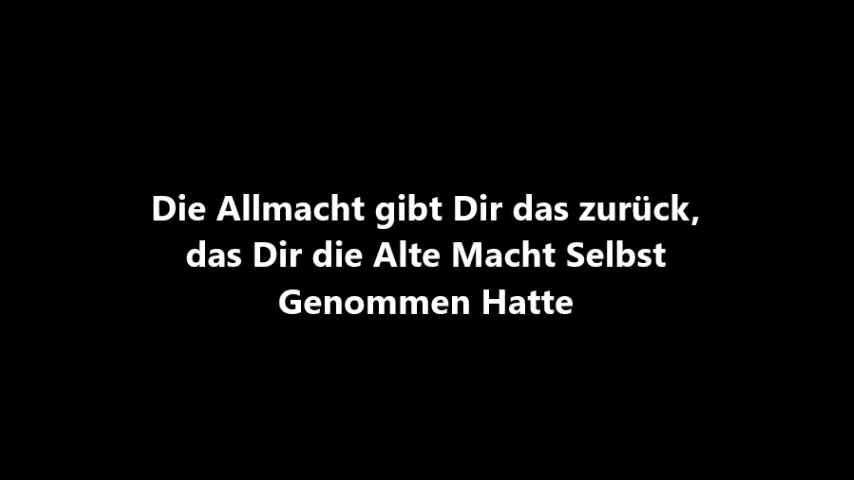 Die Allmacht gibt Dir das zurück,
das Dir die Alte Macht Selbst
Genommen Hatte